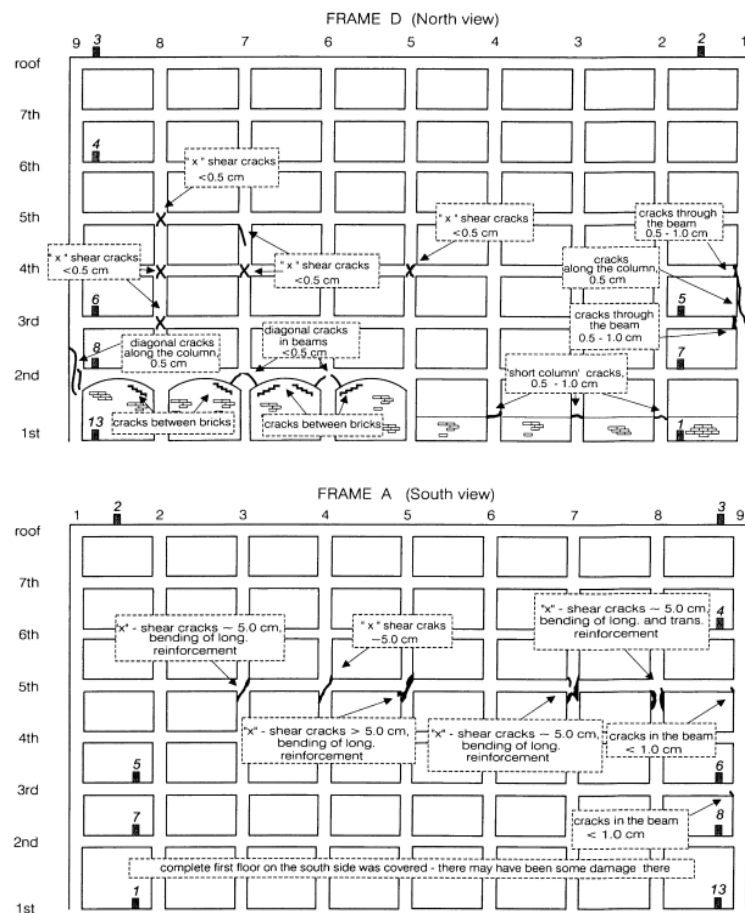 FRAME D (North view)
9 3 8 7 6 5 4 3 2 2 1
roof
7th
4
6th
"x" shear cracks
<0.5 cm
5th
"x" shear cracks
<0.5 cm
cracks through
the beam
0.5 - 1.0 cm
"x" shear cracks
<0.5 cm
"x" shear cracks
<0.5 cm
cracks
along the column,
0.5 cm
4th
6
5
3rd
cracks through
the beam
0.5 - 1.0 cm
diagonal cracks
along the column,
0.5 cm
diagonal cracks
in beams
<0.5 cm
8
7
2nd
'short column' cracks,
0.5 - 1.0cm
13
cracks between bricks
cracks between bricks
1
1st
FRAME A (South view)
1 2 2 3 4 5 6 7 8 3 9
roof
7th
"x"- shear cracks ~ 5.0 cm,
bending of long.
reinforcement
"x" shear craks
~5.0 cm
"x"- shear cracks ~ 5.0 cm,
bending of long. and trans.
reinforcement
4
6th
5th
"x"- shear cracks > 5.0 cm,
bending of long.
reinforcement
"x"- shear cracks ~ 5.0 cm,
bending of long.
reinforcement
cracks in the beam
< 1.0 cm
4th
5
6
3rd
cracks in the beam
< 1.0 cm
7
8
2nd
complete first floor on the south side was covered - there may have been some damage there
1
13
1st